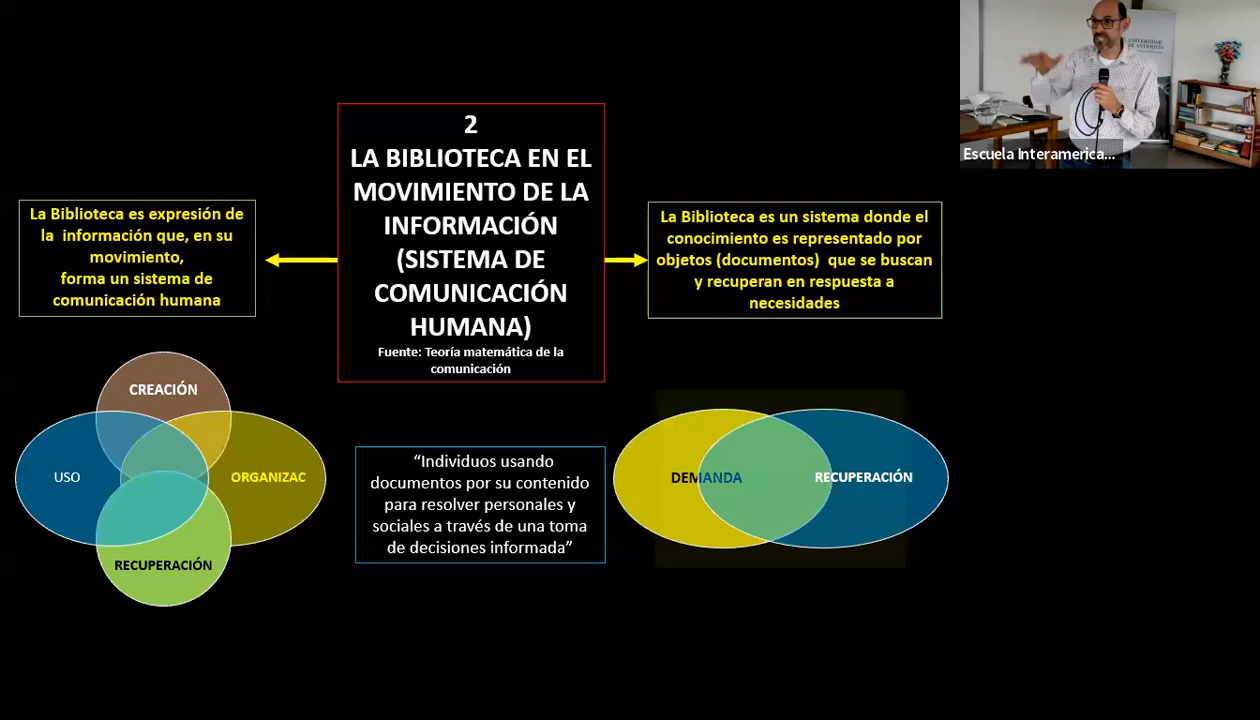 2
LA BIBLIOTECA EN EL
MOVIMIENTO DE LA
INFORMACIÓN
(SISTEMA DE
COMUNICACIÓN
HUMANA)
Fuente: Teoría matemática de la
comunicación
La Biblioteca es expresión de
la información que, en su
movimiento,
forma un sistema de
comunicación humana
La Biblioteca es un sistema donde el
conocimiento es representado por
objetos (documentos) que se buscan
y recuperan en respuesta a
necesidades
CREACIÓN
USO
ORGANIZAC
RECUPERACIÓN
“Individuos usando
documentos por su contenido
para resolver personales y
sociales a través de una toma
de decisiones informada”
DEMANDA
RECUPERACIÓN
UNIVERSIDAD
DE ANTIOQUIA
Escuela Interamerica...